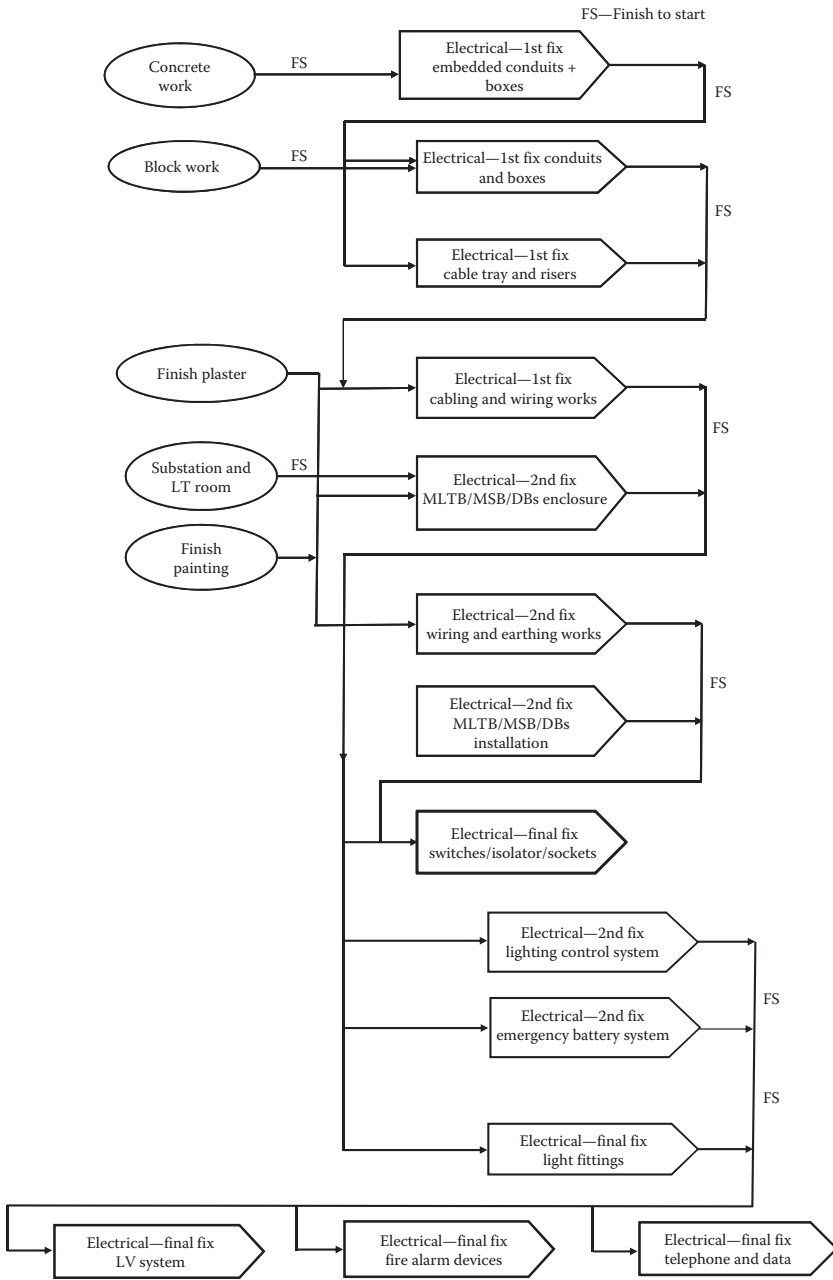 FS—Finish to start
Concrete
work
FS
Electrical—1st fix
embedded conduits +
boxes
FS
Block work
FS
Electrical—1st fix conduits
and boxes
FS
Electrical—1st fix
cable tray and risers
Finish plaster
Electrical—1st fix
cabling and wiring works
FS
Substation and
LT room
FS
Electrical—2nd fix
MLTB/MSB/DBs enclosure
Finish
painting
Electrical—2nd fix
wiring and earthing works
FS
Electrical—2nd fix
MLTB/MSB/DBs
installation
Electrical—final fix
switches/isolator/sockets
Electrical—2nd fix
lighting control system
FS
Electrical—2nd fix
emergency battery system
FS
Electrical—final fix
light fittings
Electrical—final fix
LV system
Electrical—final fix
fire alarm devices
Electrical—final fix
telephone and data